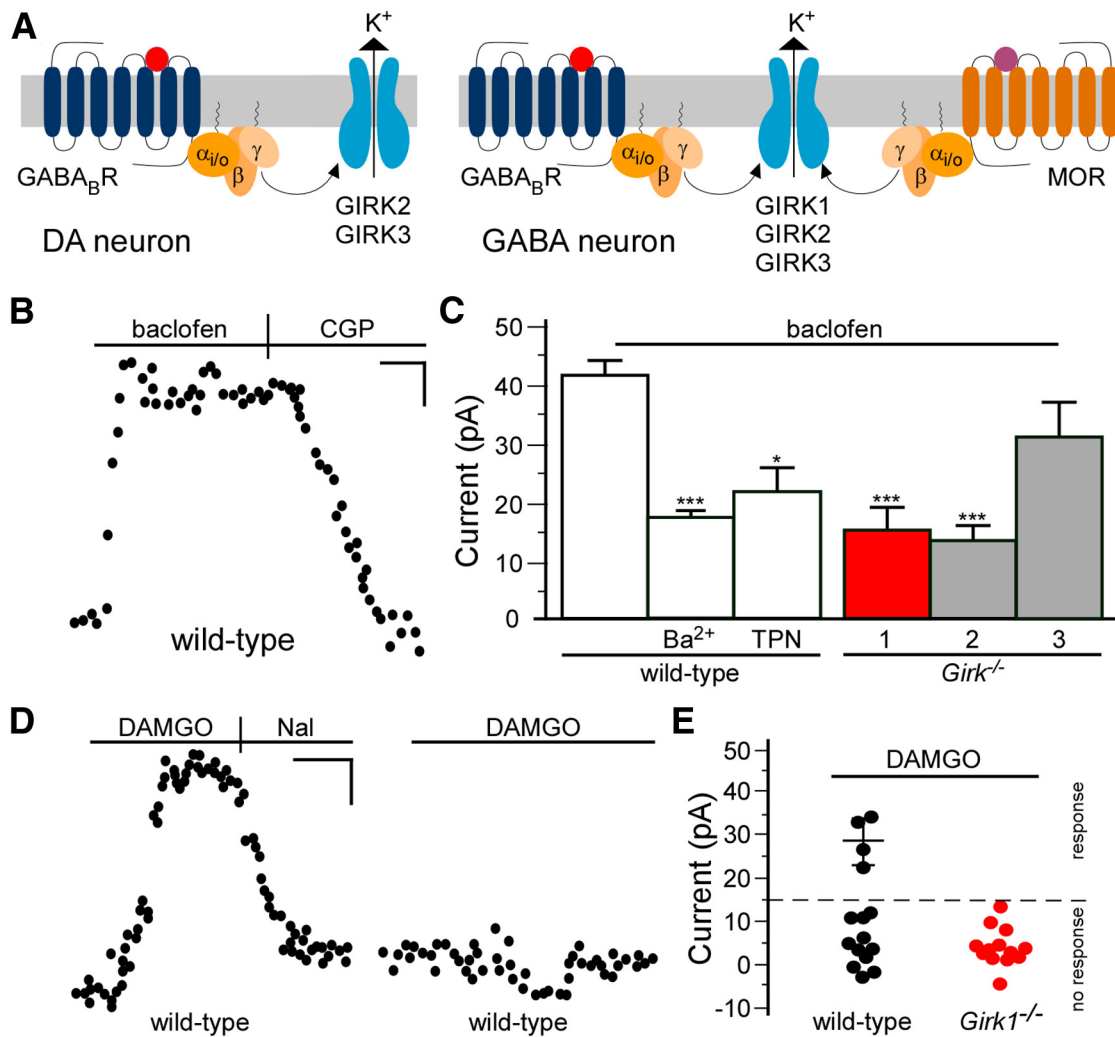 A
K+
K+
αi/o
β
γ
αi/o
β
γ
γ
β
αi/o
GABABR
GIRK2
GIRK3
DA neuron
GABABR
GIRK1
GIRK2
GIRK3
GABA neuron
MOR
B
baclofen
CGP
wild-type
C
baclofen
Current (pA)
50
40
30
20
10
0
***
*
***
***
Ba2+
TPN
1
2
3
wild-type
Girk-/-
D
DAMGO
Nal
DAMGO
wild-type
wild-type
E
DAMGO
Current (pA)
50
40
30
20
10
0
-10
response
no response
wild-type
Girk1-/-